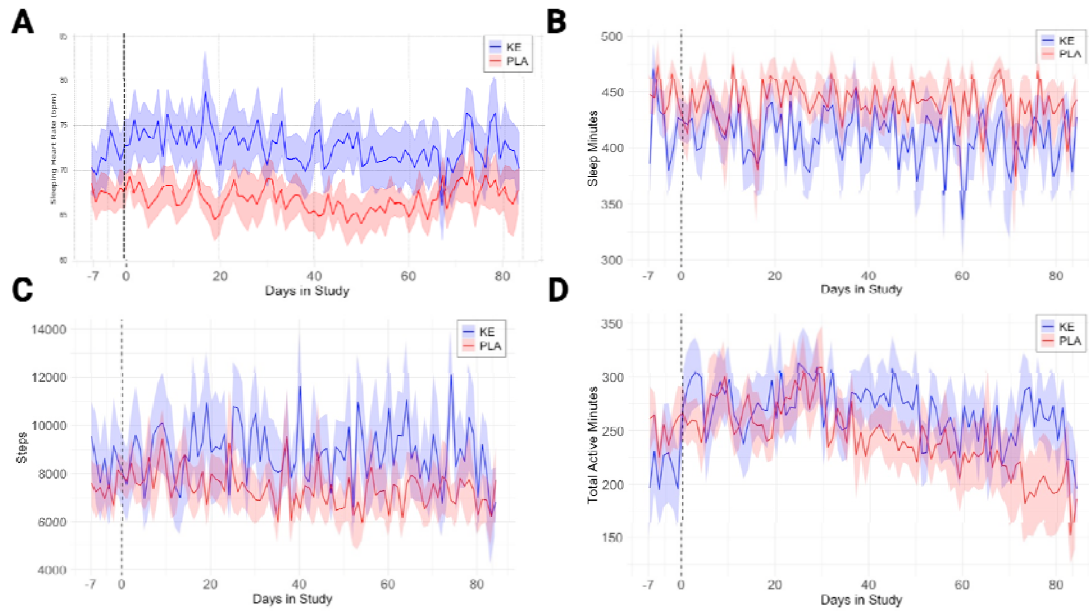 A
85
80
75
70
65
60
Sleeping Heart Rate (bpm)
KE
PLA
-7 0 20 40 60 80
Days in Study
B
500
450
400
350
300
Sleep Minutes
KE
PLA
-7 0 20 40 60 80
Days in Study
C
14000
12000
10000
8000
6000
4000
Steps
KE
PLA
-7 0 20 40 60 80
Days in Study
D
350
300
250
200
150
Total Active Minutes
KE
PLA
-7 0 20 40 60 80
Days in Study